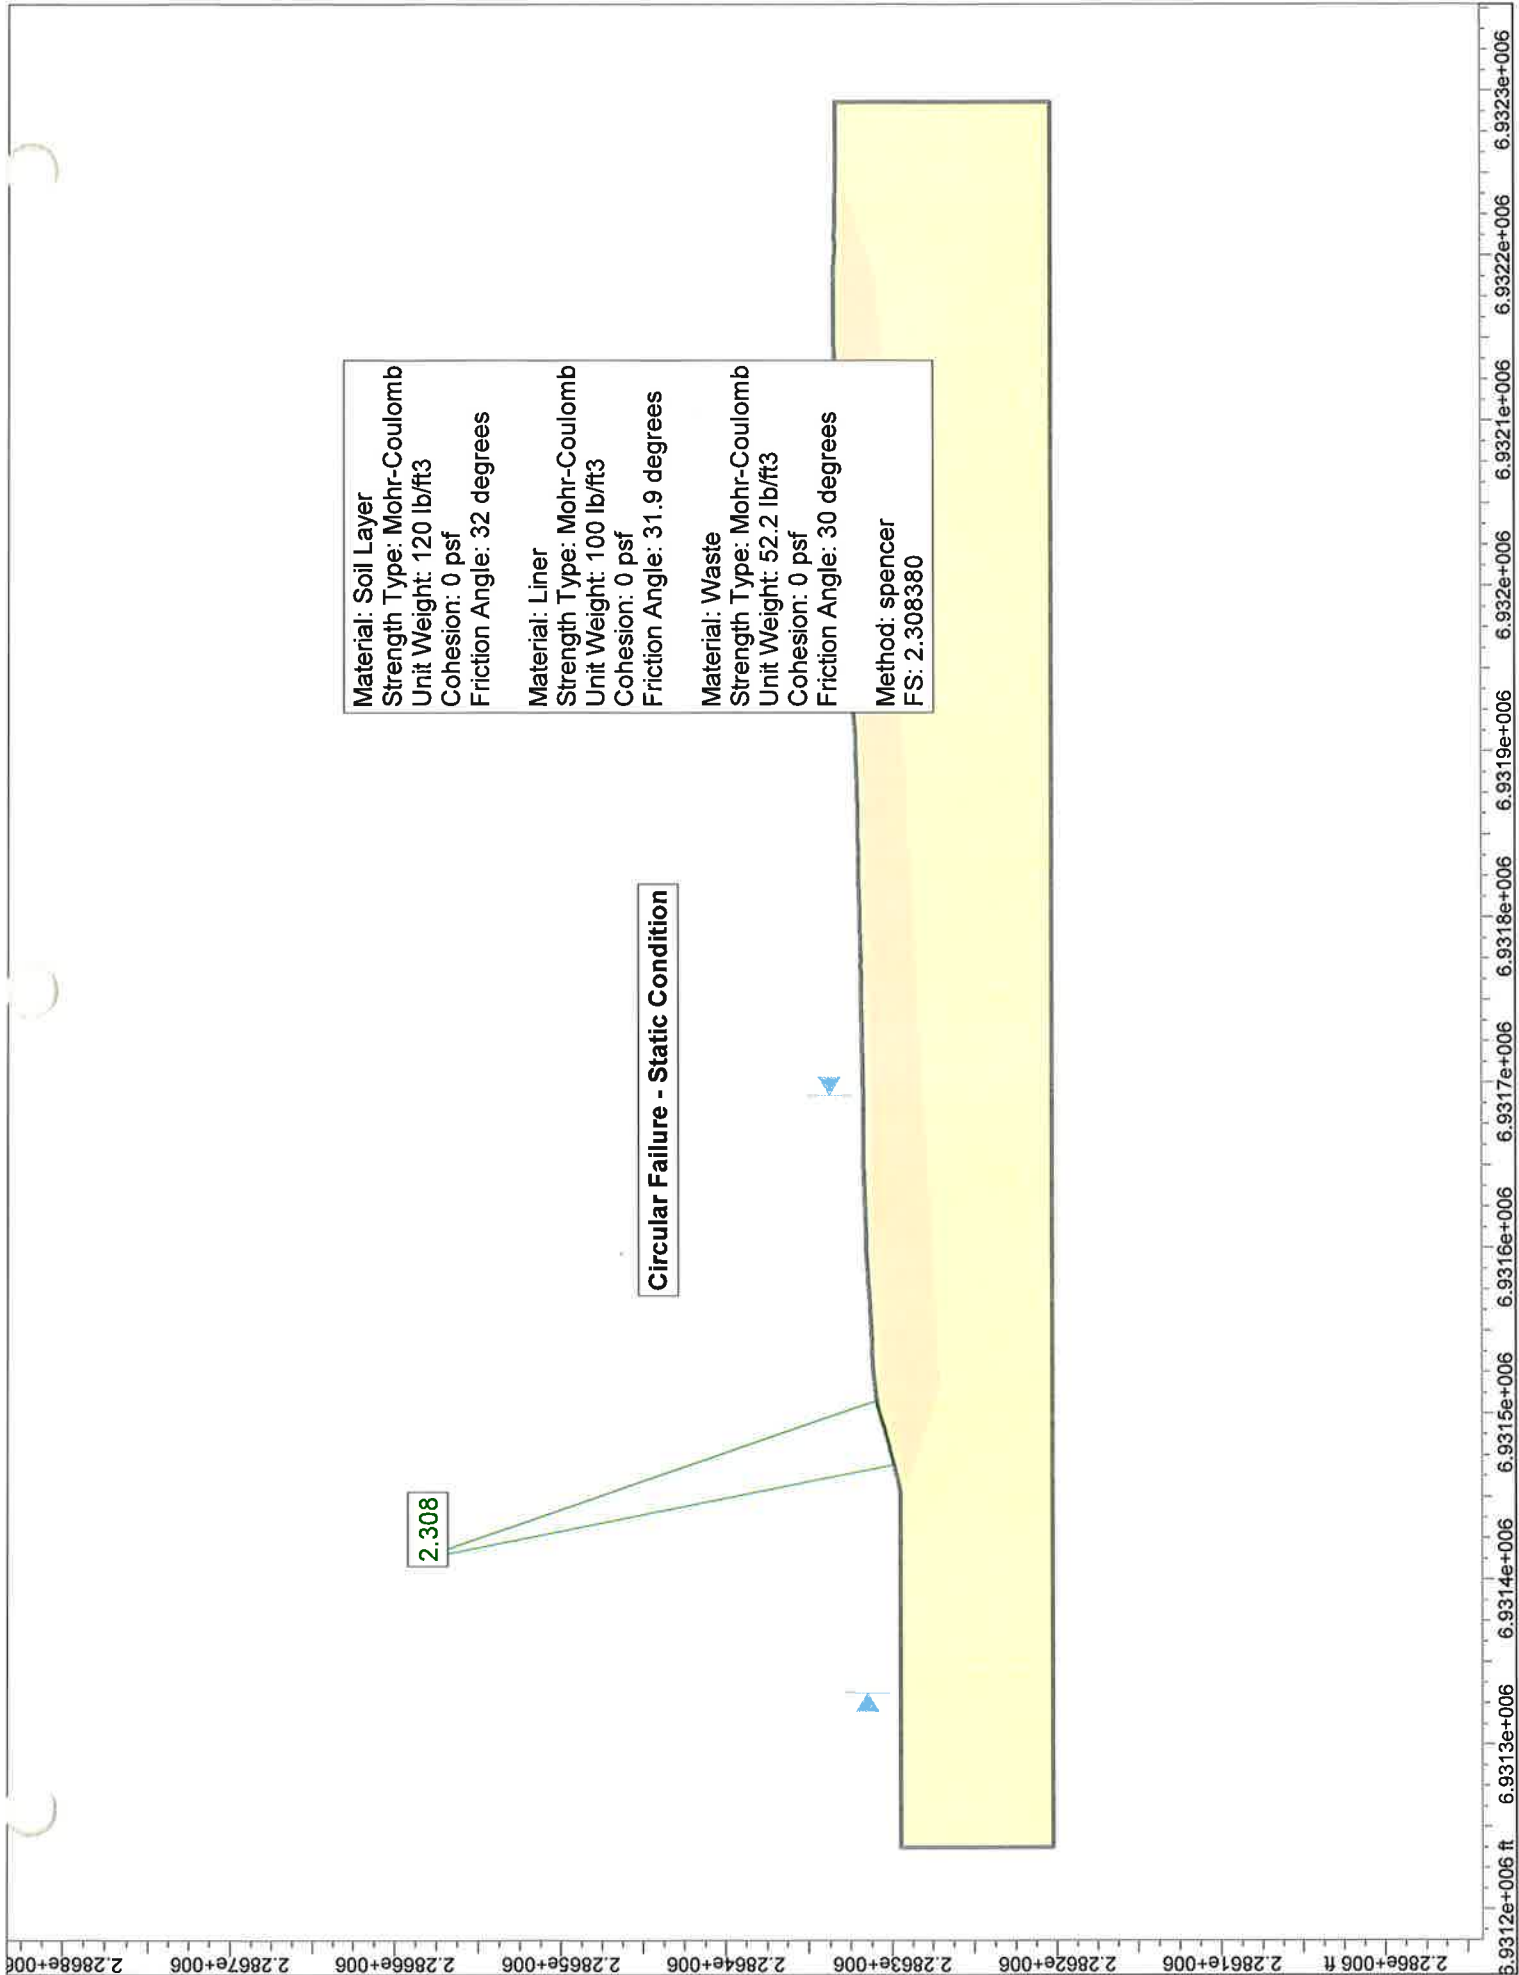 Material: Soil Layer
Strength Type: Mohr-Coulomb
Unit Weight: 120 lb/ft3
Cohesion: 0 psf
Friction Angle: 32 degrees
Material: Liner
Strength Type: Mohr-Coulomb
Unit Weight: 100 lb/ft3
Cohesion: 0 psf
Friction Angle: 31.9 degrees
Material: Waste
Strength Type: Mohr-Coulomb
Unit Weight: 52.2 lb/ft3
Cohesion: 0 psf
Friction Angle: 30 degrees
Method: spencer
FS: 2.308380
Circular Failure - Static Condition
2.308
2.2868e+006
2.2867e+006
2.2866e+006
2.2865e+006
2.2864e+006
2.2863e+006
2.2862e+006
2.2861e+006
2.286e+006 ft
6.9312e+006 ft
6.9313e+006
6.9314e+006
6.9315e+006
6.9316e+006
6.9317e+006
6.9318e+006
6.9319e+006
6.932e+006
6.9321e+006
6.9322e+006
6.9323e+006